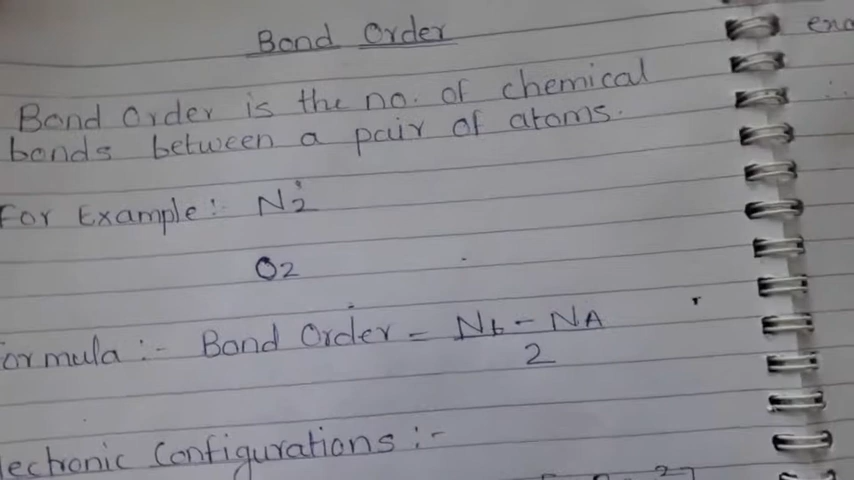 Bond Order
Bond Order is the no. of chemical
bonds between a pair of atoms.
For Example:- N2
O2
ormula :- Bond Order = Nb - NA
2
lectronic Configurations :-